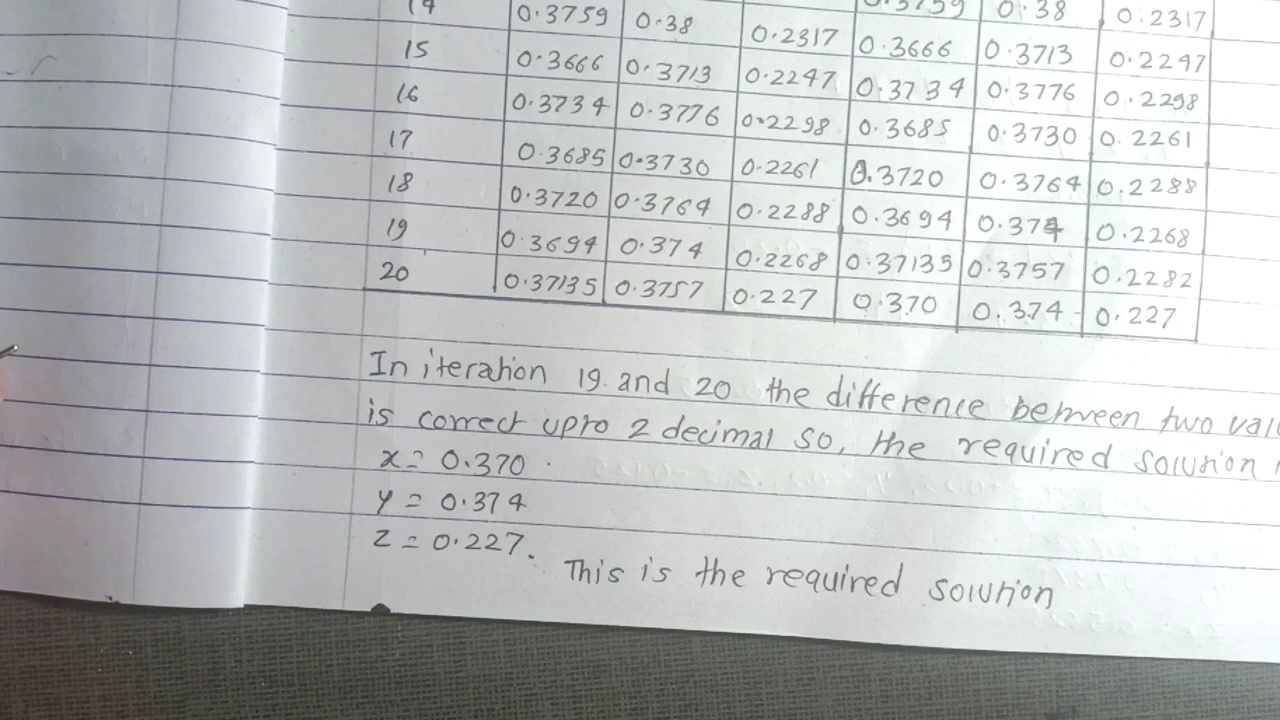 14 0.3759 0.38 0.2317 0.3759 0.38 0.2317
15 0.3666 0.3713 0.2247 0.3666 0.3713 0.2297
16 0.3734 0.3776 0.2298 0.3734 0.3776 0.2298
17 0.3685 0.3730 0.2261 0.3685 0.3730 0.2261
18 0.3720 0.3764 0.2288 0.3720 0.3764 0.2288
19 0.3694 0.374 0.2268 0.3694 0.374 0.2268
20 0.37135 0.3757 0.227 0.37135 0.3757 0.2282
0.370 0.374 0.227
In iteration 19 and 20 the difference between two
is correct upto 2 decimal so, the required solution
x = 0.370
y = 0.374
z = 0.227.
This is the required solution